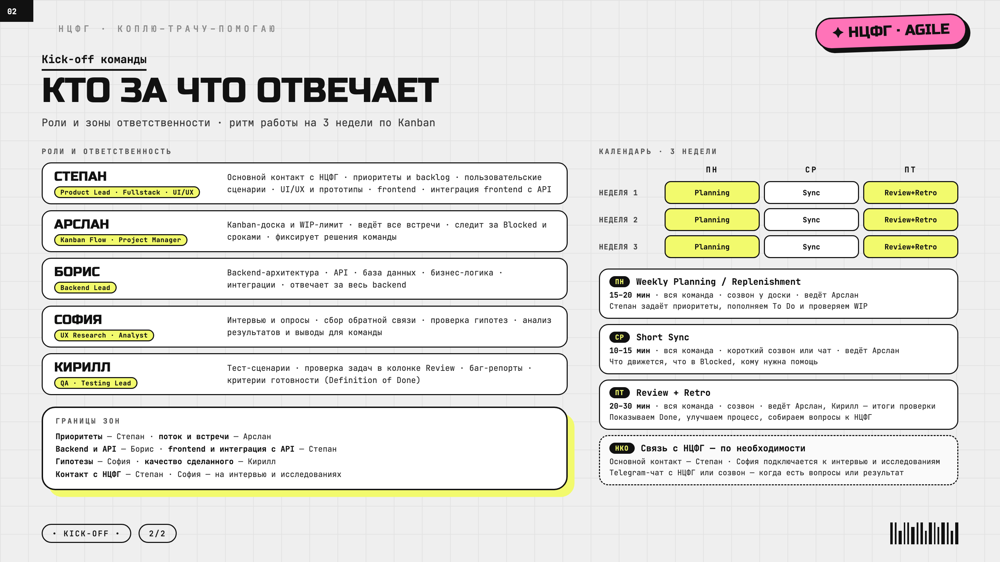 02
НЦФГ · КОПЛЮ-ТРАЧУ-ПОМОГАЮ
✦ НЦФГ · AGILE
Kick-off команды
КТО ЗА ЧТО ОТВЕЧАЕТ
Роли и зоны ответственности · ритм работы на 3 недели по Kanban
РОЛИ И ОТВЕТСТВЕННОСТЬ
СТЕПАН
Product Lead · Fullstack · UI/UX
Основной контакт с НЦФГ · приоритеты и backlog · пользовательские
сценарии · UI/UX и прототипы · frontend · интеграция frontend с API
АРСЛАН
Kanban Flow · Project Manager
Kanban-доска и WIP-лимит · ведёт все встречи · следит за Blocked и
сроками · фиксирует решения команды
БОРИС
Backend Lead
Backend-архитектура · API · база данных · бизнес-логика ·
интеграции · отвечает за весь backend
СОФИЯ
UX Research · Analyst
Интервью и опросы · сбор обратной связи · проверка гипотез · анализ
результатов и выводы для команды
КИРИЛЛ
QA · Testing Lead
Тест-сценарии · проверка задач в колонке Review · баг-репорты ·
критерии готовности (Definition of Done)
ГРАНИЦЫ ЗОН
Приоритеты — Степан · поток и встречи — Арслан
Backend и API — Борис · frontend и интеграция с API — Степан
Гипотезы — София · качество сделанного — Кирилл
Контакт с НЦФГ — Степан · София — на интервью и исследованиях
КАЛЕНДАРЬ · 3 НЕДЕЛИ
ПН СР ПТ
НЕДЕЛЯ 1 Planning Sync Review+Retro
НЕДЕЛЯ 2 Planning Sync Review+Retro
НЕДЕЛЯ 3 Planning Sync Review+Retro
ПН Weekly Planning / Replenishment
15–20 мин · вся команда · созвон у доски · ведёт Арслан
Степан задаёт приоритеты, пополняем To Do и проверяем WIP
СР Short Sync
10–15 мин · вся команда · короткий созвон или чат · ведёт Арслан
Что движется, что в Blocked, кому нужна помощь
ПТ Review + Retro
20–30 мин · вся команда · созвон · ведёт Арслан, Кирилл — итоги проверки
Показываем Done, улучшаем процесс, собираем вопросы к НЦФГ
НКО Связь с НЦФГ — по необходимости
Основной контакт — Степан · София подключается к интервью и исследованиям
Telegram-чат с НЦФГ или созвон — когда есть вопросы или результат
• KICK-OFF •
2/2